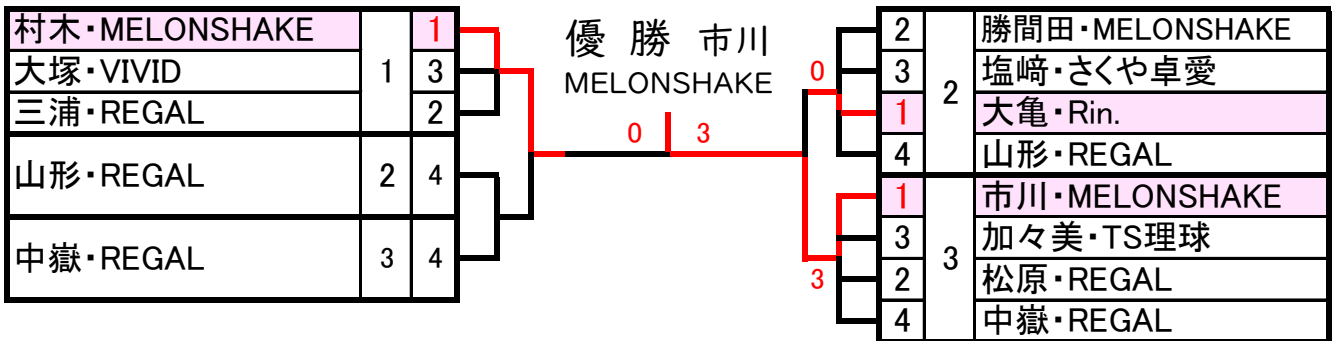 村木・MELONSHAKE 1 1
大塚・VIVID 3
三浦・REGAL 2
山形・REGAL 2 4
中嶽・REGAL 3 4
優 勝 市川
MELONSHAKE
0 3
0
3
2 2 勝間田・MELONSHAKE
3 塩﨑・さくや卓愛
1 大亀・Rin.
4 山形・REGAL
1 3 市川・MELONSHAKE
3 加々美・TS理球
2 松原・REGAL
4 中嶽・REGAL